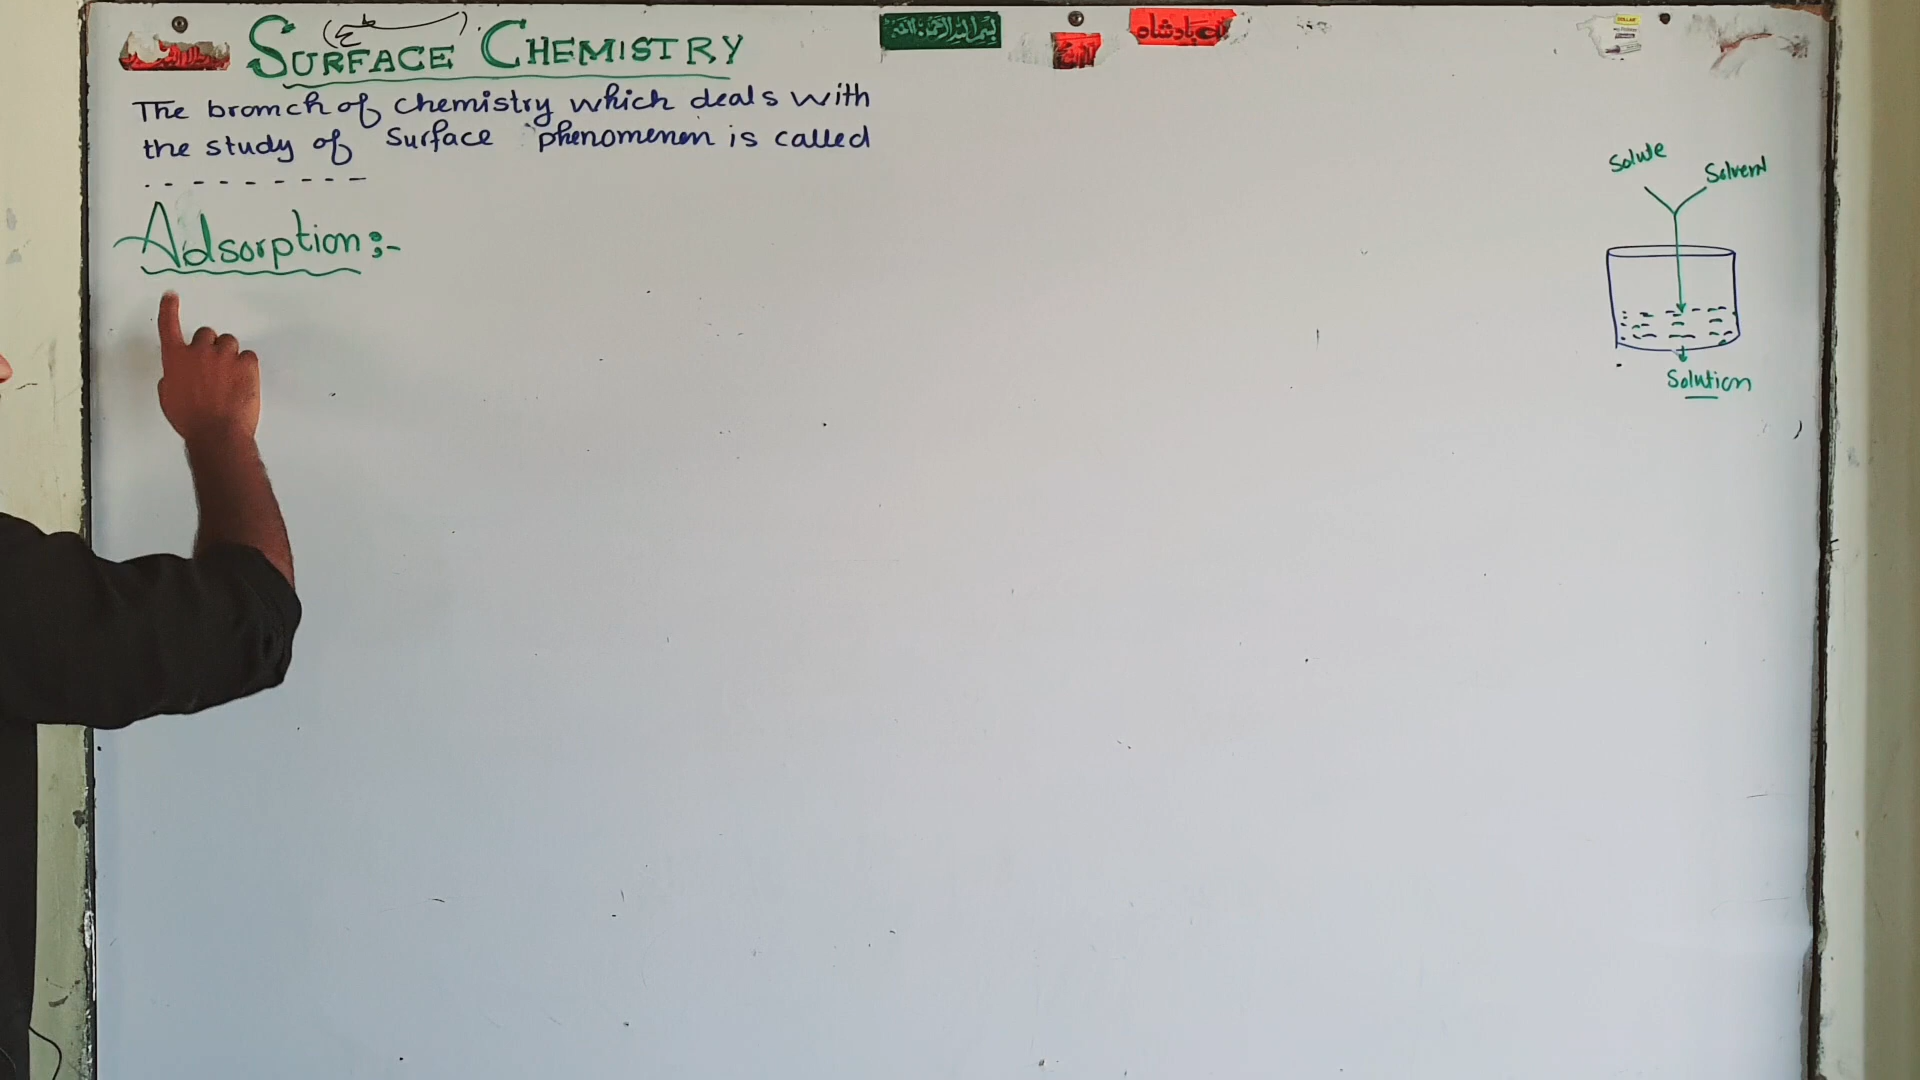 SURFACE CHEMISTRY
The branch of chemistry which deals with
the study of surface phenomenon is called
- - - - - - - - -
Adsorption:-
Solute
Solvent
Solution